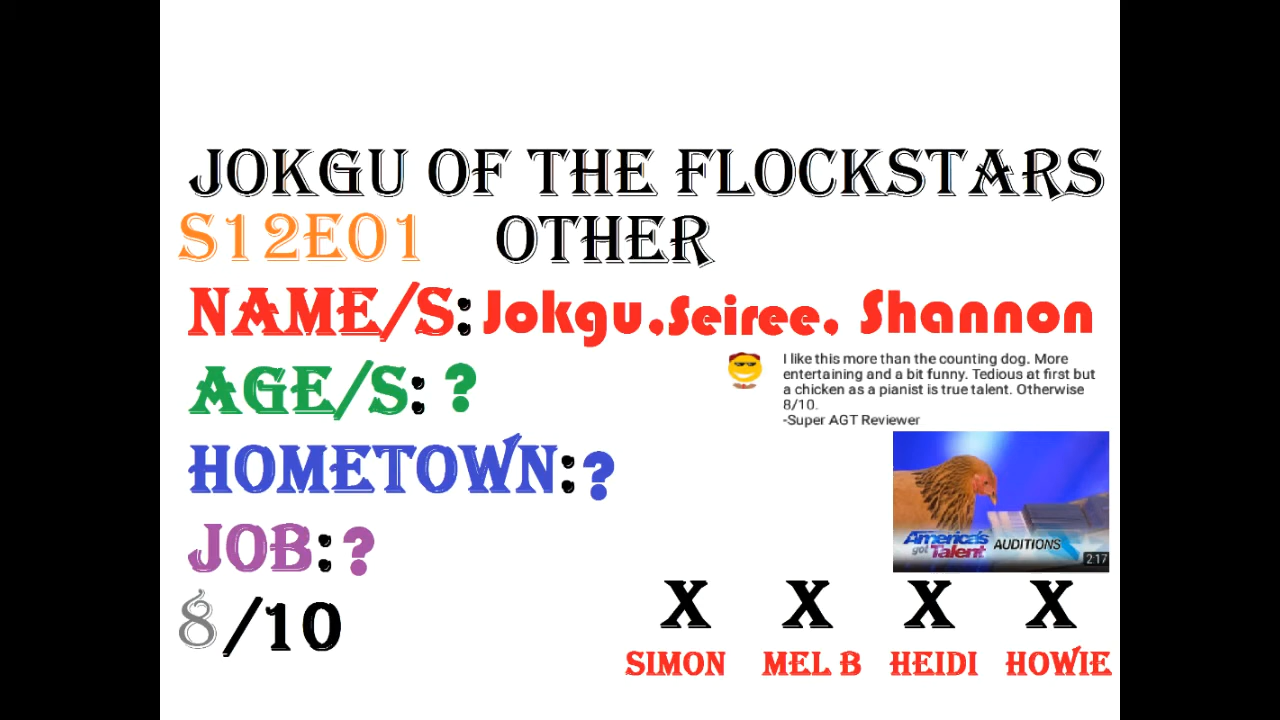 JOKGU OF THE FLOCKSTARS
S12E01 OTHER
NAME/S: Jokgu, Seiree, Shannon
AGE/S: ?
I like this more than the counting dog. More
entertaining and a bit funny. Tedious at first but
a chicken as a pianist is true talent. Otherwise
8/10.
-Super AGT Reviewer
HOMETOWN: ?
JOB: ?
America's got Talent AUDITIONS
2:17
8/10
X X X X
SIMON MEL B HEIDI HOWIE